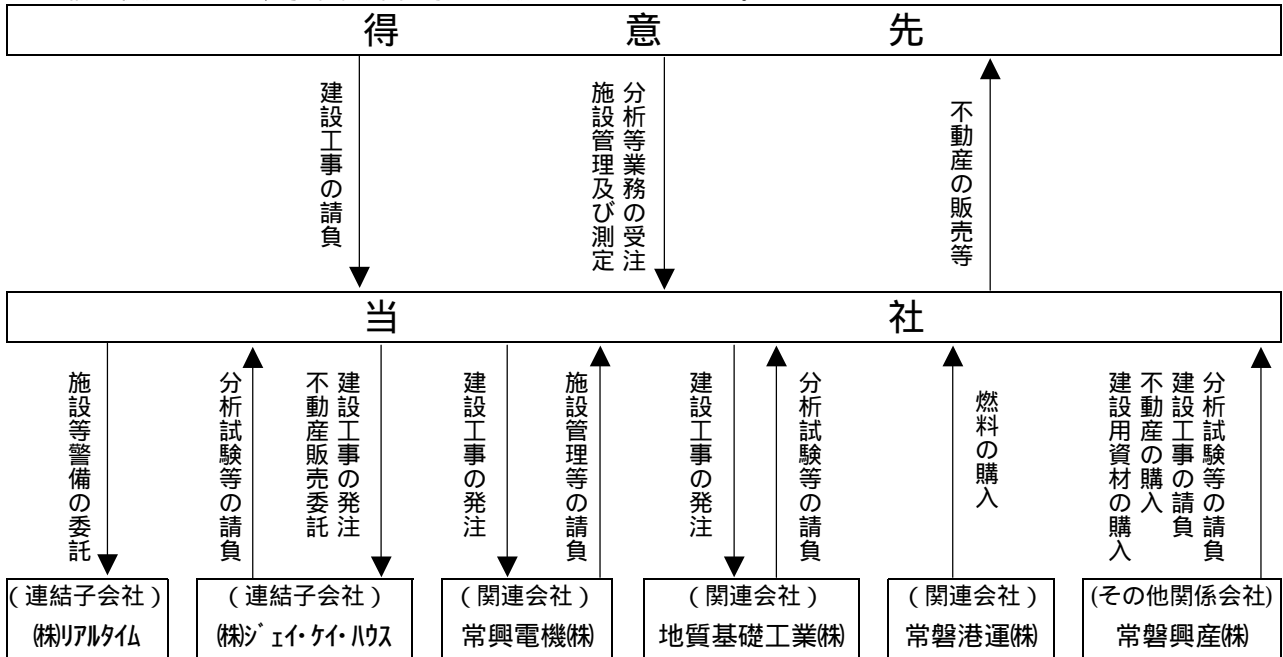 得意先
建設工事の請負
分析等業務の受注
施設管理及び測定
不動産の販売等
当社
施設等警備の委託
分析試験等の請負
建設工事の発注
不動産販売委託
建設工事の発注
施設管理等の請負
建設工事の発注
分析試験等の請負
燃料の購入
分析試験等の請負
建設工事の請負
不動産の購入
建設用資材の購入
(連結子会社)
㈱リアルタイム
(連結子会社)
㈱ジェイ・ケイ・ハウス
(関連会社)
常興電機㈱
(関連会社)
地質基礎工業㈱
(関連会社)
常磐港運㈱
(その他関係会社)
常磐興産㈱